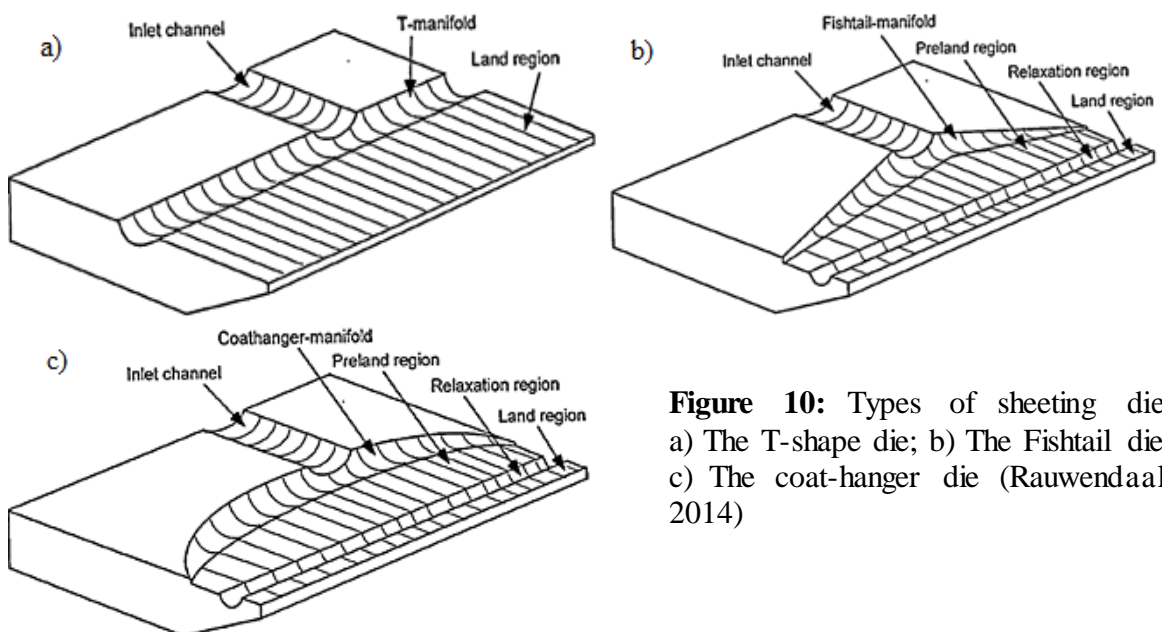 a)
Inlet channel
T-manifold
Land region
b)
Fishtail-manifold
Inlet channel
Preland region
Relaxation region
Land region
c)
Coathanger-manifold
Inlet channel
Preland region
Relaxation region
Land region
Figure 10: Types of sheeting die
a) The T-shape die; b) The Fishtail die
c) The coat-hanger die (Rauwendaal
2014)